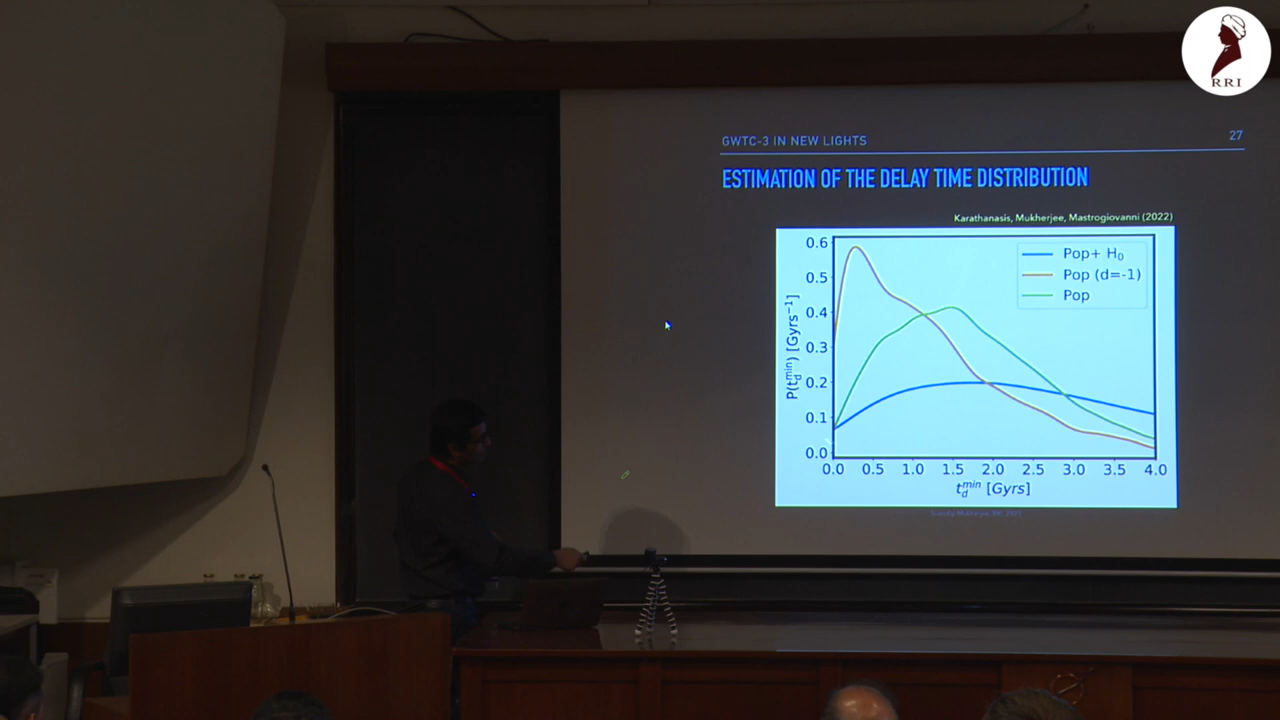 RRI
GWTC-3 IN NEW LIGHTS
27
ESTIMATION OF THE DELAY TIME DISTRIBUTION
Karathanasis, Mukherjee, Mastrogiovanni (2022)
Pop+ H₀
Pop (d=-1)
Pop
P(t_d^min) [Gyrs⁻¹]
0.6
0.5
0.4
0.3
0.2
0.1
0.0
0.0 0.5 1.0 1.5 2.0 2.5 3.0 3.5 4.0
t_d^min [Gyrs]